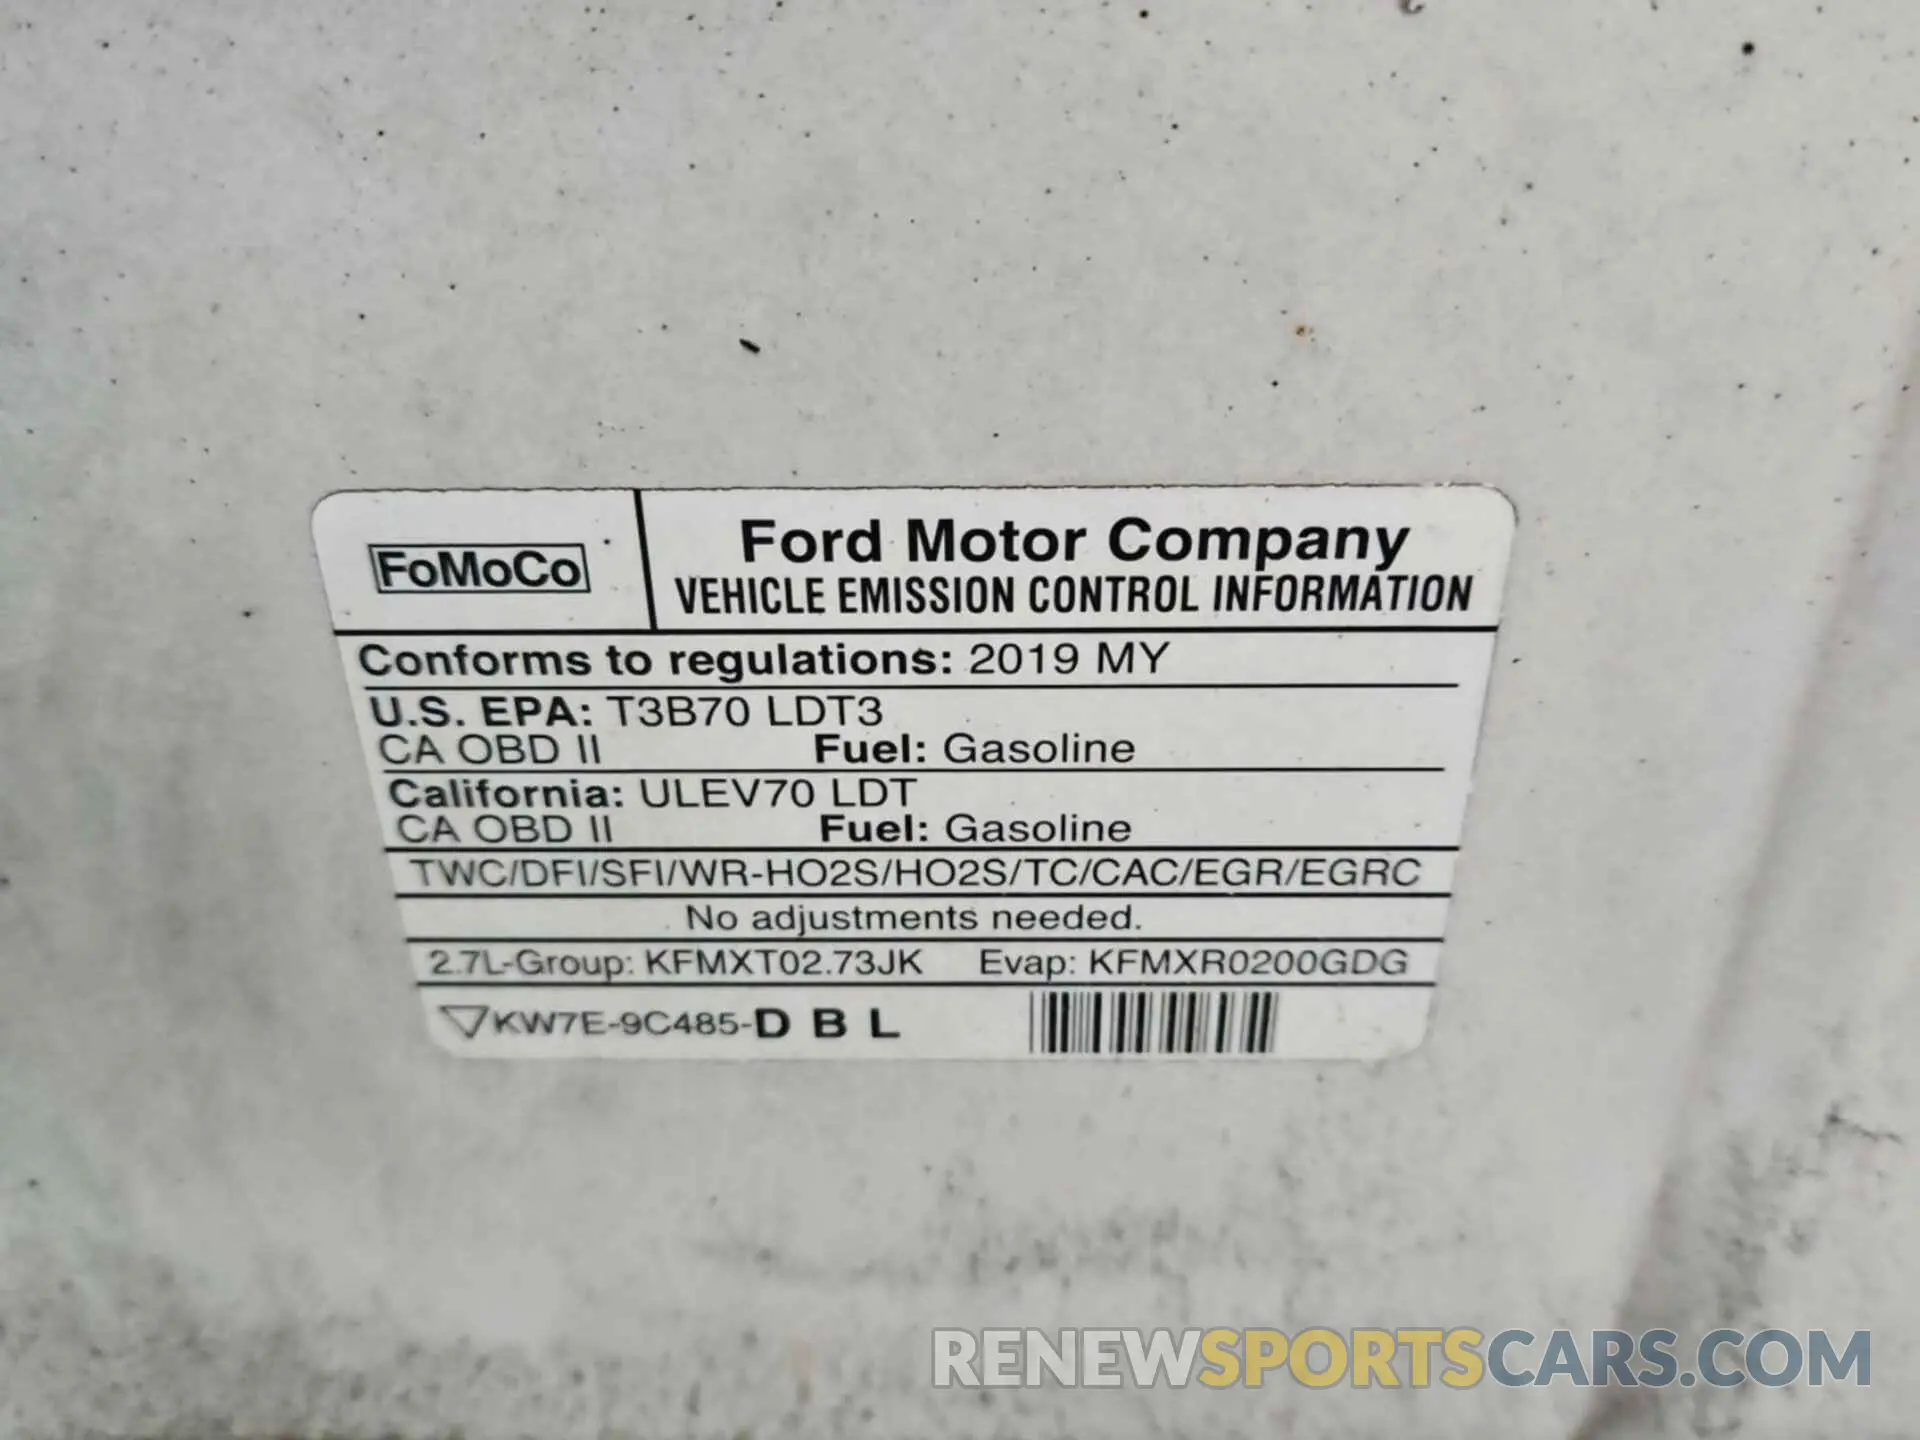 FoMoCo
Ford Motor Company
VEHICLE EMISSION CONTROL INFORMATION
Conforms to regulations: 2019 MY
U.S. EPA: T3B70 LDT3
CA OBD II Fuel: Gasoline
California: ULEV70 LDT
CA OBD II Fuel: Gasoline
TWC/DFI/SFI/WR-HO2S/HO2S/TC/CAC/EGR/EGRC
No adjustments needed.
2.7L-Group: KFMXT02.73JK Evap: KFMXR0200GDG
KW7E-9C485-D B L
RENEWSPORTSCARS.COM